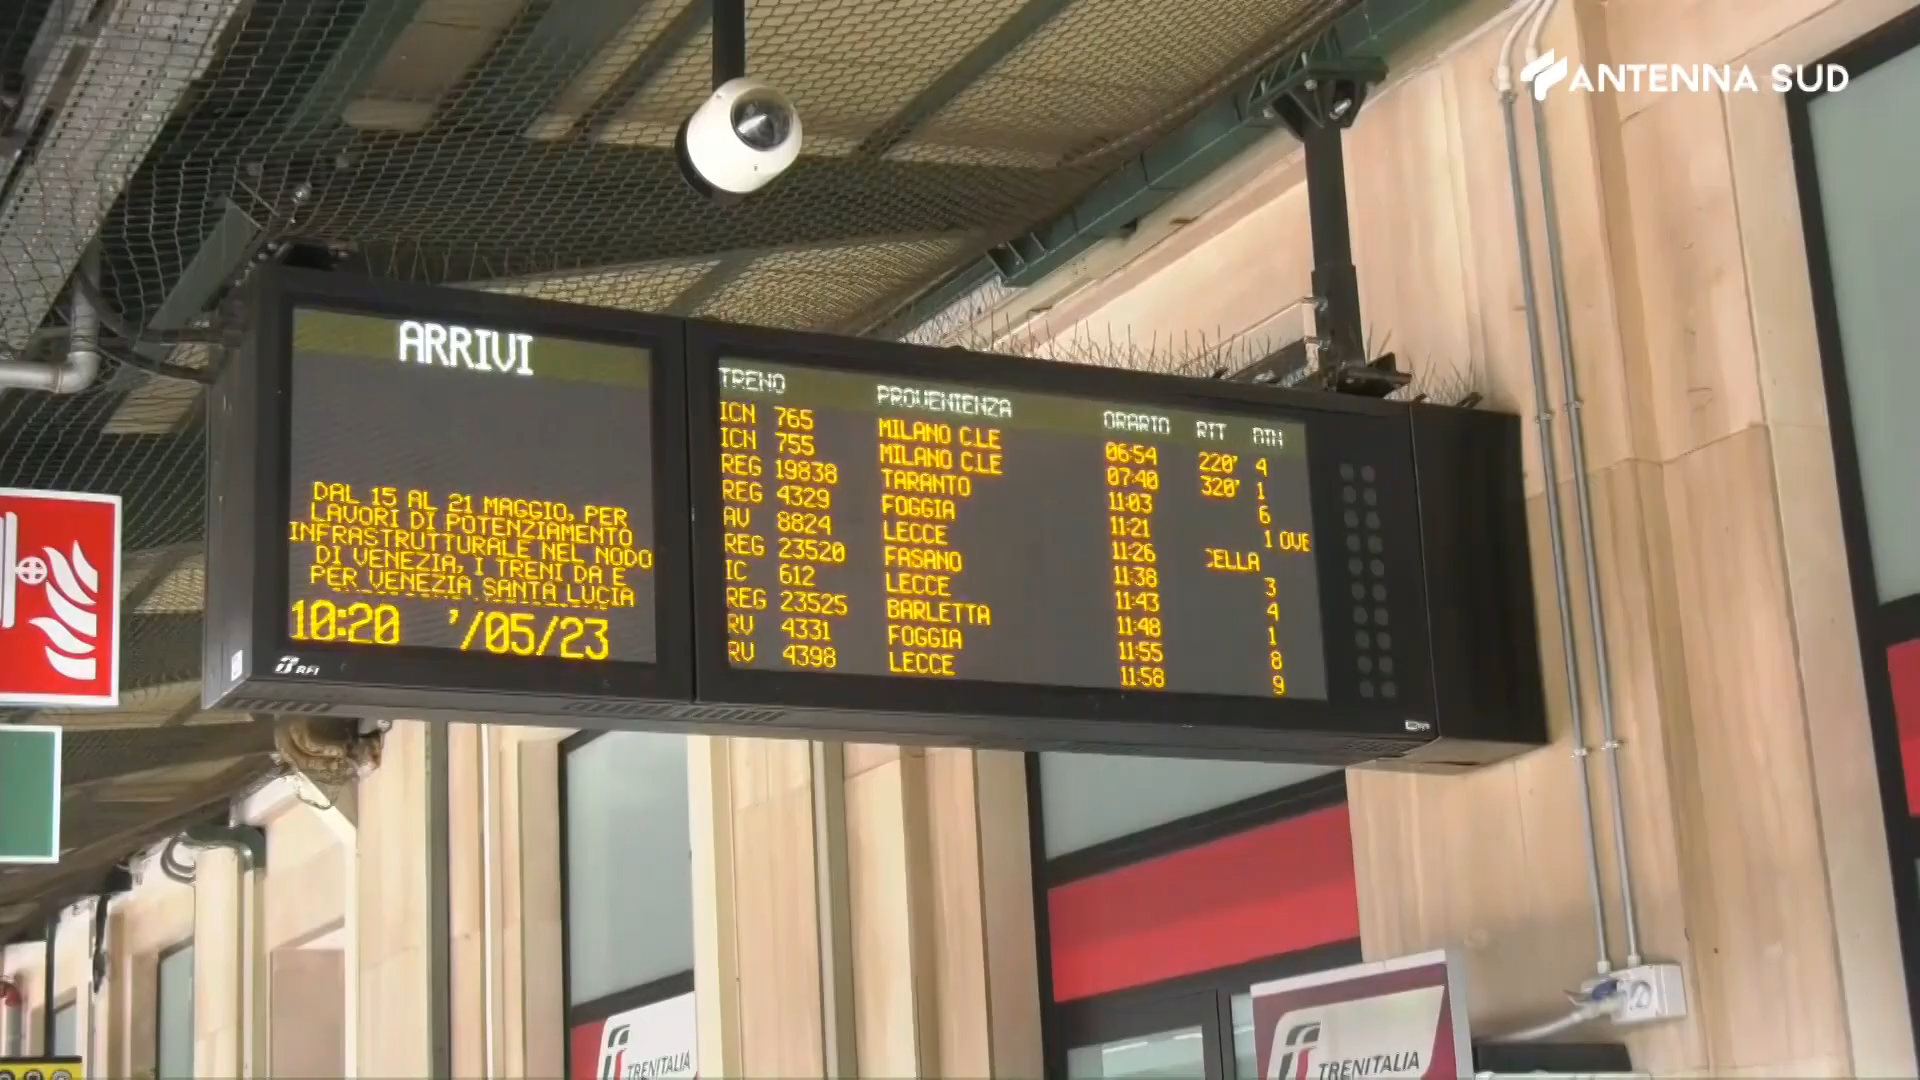 ANTENNA SUD
ARRIVI
DAL 15 AL 21 MAGGIO, PER
LAVORI DI POTENZIAMENTO
INFRASTRUTTURALE NEL NODO
DI VENEZIA, I TRENI DA E
PER VENEZIA SANTA LUCIA
10:20 '/05/23
RFI
TRENO PROVENIENZA ORARIO RIT BIN
ICN 765 MILANO C.LE 06:54 220' 4
ICN 755 MILANO C.LE 07:40 320' 1
REG 19838 TARANTO 11:03 6
REG 4329 FOGGIA 11:21 1 OVE
AV 8824 LECCE 11:26 CELLA
REG 23520 FASANO 11:38 3
IC 612 LECCE 11:43 4
REG 23525 BARLETTA 11:48 1
RV 4331 FOGGIA 11:55 8
RV 4398 LECCE 11:58 9
TRENITALIA
TRENITALIA